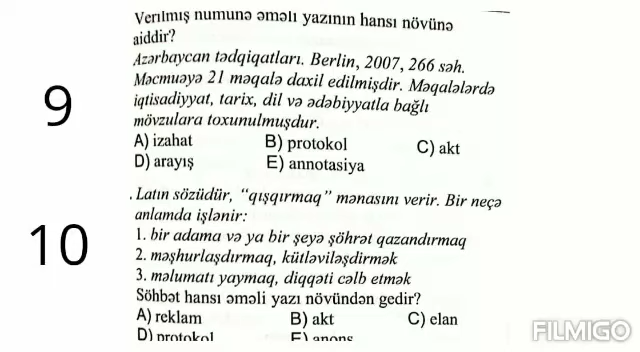 Verilmiş nümunə əməli yazının hansı növünə
aiddir?
Azərbaycan tədqiqatları. Berlin, 2007, 266 səh.
Məcmuəyə 21 məqalə daxil edilmişdir. Məqalələrdə
iqtisadiyyat, tarix, dil və ədəbiyyatla bağlı
mövzulara toxunulmuşdur.
9
A) izahat B) protokol C) akt
D) arayış E) annotasiya
. Latın sözüdür, "qışqırmaq" mənasını verir. Bir neçə
anlamda işlənir:
10
1. bir adama və ya bir şeyə şöhrət qazandırmaq
2. məşhurlaşdırmaq, kütləviləşdirmək
3. məlumatı yaymaq, diqqəti cəlb etmək
Söhbət hansı əməli yazı növündən gedir?
A) reklam B) akt C) elan
D) protokol E) anons
FILMIGO